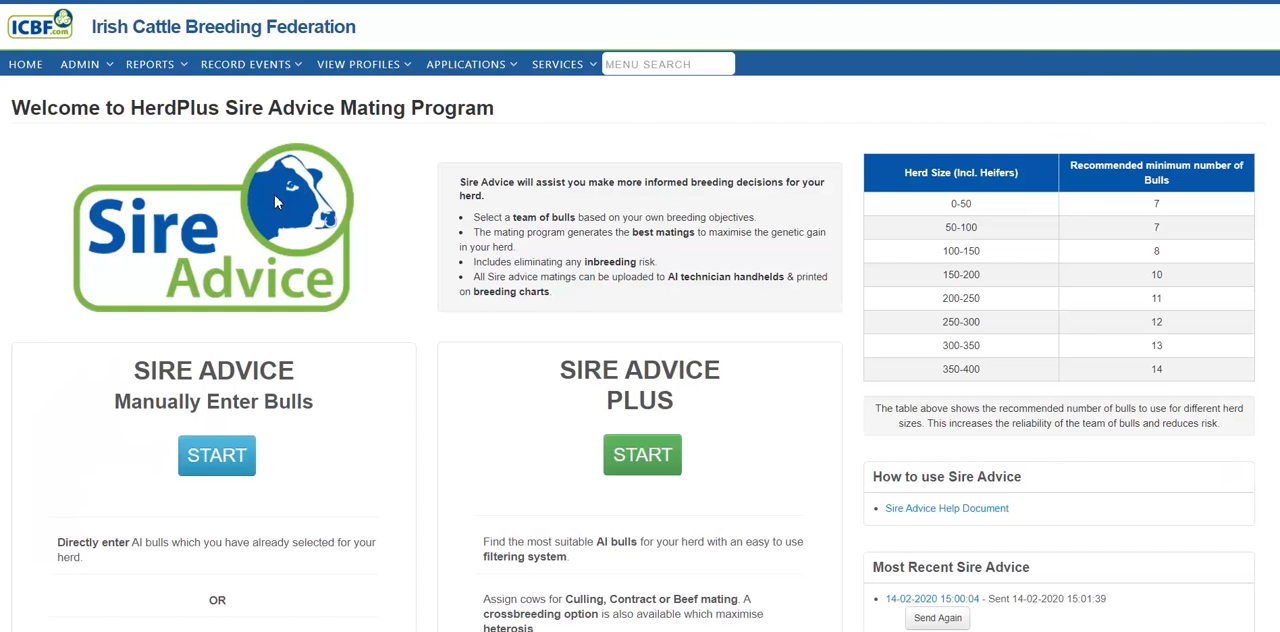 ICBF.com
Irish Cattle Breeding Federation
HOME ADMIN REPORTS RECORD EVENTS VIEW PROFILES APPLICATIONS SERVICES MENU SEARCH
Welcome to HerdPlus Sire Advice Mating Program
Sire
Advice
Sire Advice will assist you make more informed breeding decisions for your
herd.
• Select a team of bulls based on your own breeding objectives.
• The mating program generates the best matings to maximise the genetic gain
in your herd.
• Includes eliminating any inbreeding risk.
• All Sire advice matings can be uploaded to AI technician handhelds & printed
on breeding charts.
Herd Size (Incl. Heifers) Recommended minimum number of
Bulls
0-50 7
50-100 7
100-150 8
150-200 10
200-250 11
250-300 12
300-350 13
350-400 14
The table above shows the recommended number of bulls to use for different herd
sizes. This increases the reliability of the team of bulls and reduces risk.
SIRE ADVICE
Manually Enter Bulls
START
Directly enter AI bulls which you have already selected for your
herd.
OR
SIRE ADVICE
PLUS
START
Find the most suitable AI bulls for your herd with an easy to use
filtering system.
Assign cows for Culling, Contract or Beef mating. A
crossbreeding option is also available which maximise
heterosis
How to use Sire Advice
• Sire Advice Help Document
Most Recent Sire Advice
• 14-02-2020 15:00:04 - Sent 14-02-2020 15:01:39
Send Again